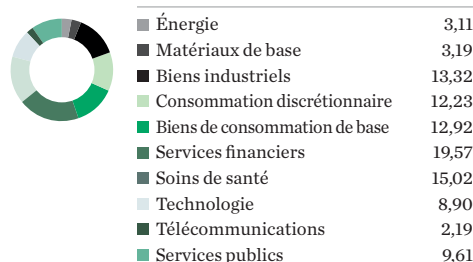 Énergie 3,11
Matériaux de base 3,19
Biens industriels 13,32
Consommation discrétionnaire 12,23
Biens de consommation de base 12,92
Services financiers 19,57
Soins de santé 15,02
Technologie 8,90
Télécommunications 2,19
Services publics 9,61